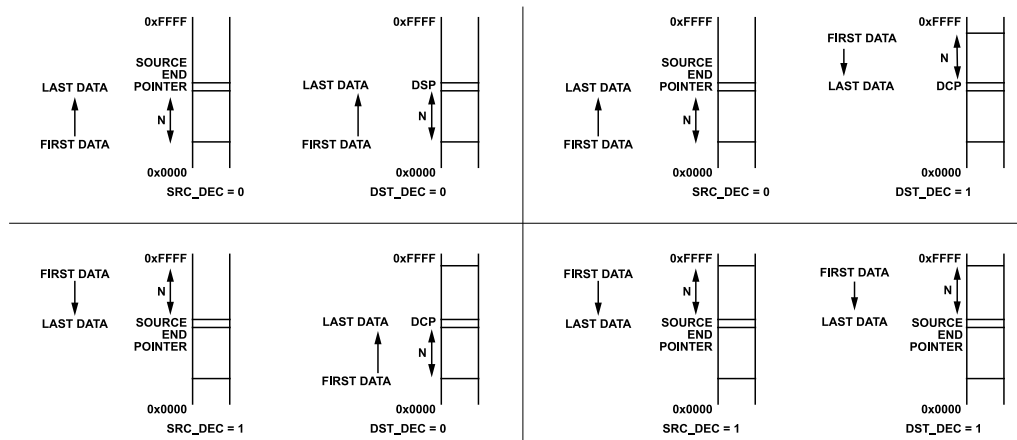 0xFFFF
SOURCE
END
POINTER
LAST DATA
N
FIRST DATA
0x0000
SRC_DEC = 0
LAST DATA
DSP
N
FIRST DATA
DST_DEC = 0
0xFFFF
SOURCE
END
POINTER
LAST DATA
N
FIRST DATA
0x0000
SRC_DEC = 0
0xFFFF
FIRST DATA
N
LAST DATA
DCP
0x0000
DST_DEC = 1
0xFFFF
FIRST DATA
N
LAST DATA
SOURCE
END
POINTER
0x0000
SRC_DEC = 1
LAST DATA
DCP
N
FIRST DATA
DST_DEC = 0
0xFFFF
FIRST DATA
N
LAST DATA
SOURCE
END
POINTER
0x0000
SRC_DEC = 1
0xFFFF
FIRST DATA
N
LAST DATA
SOURCE
END
POINTER
0x0000
DST_DEC = 1